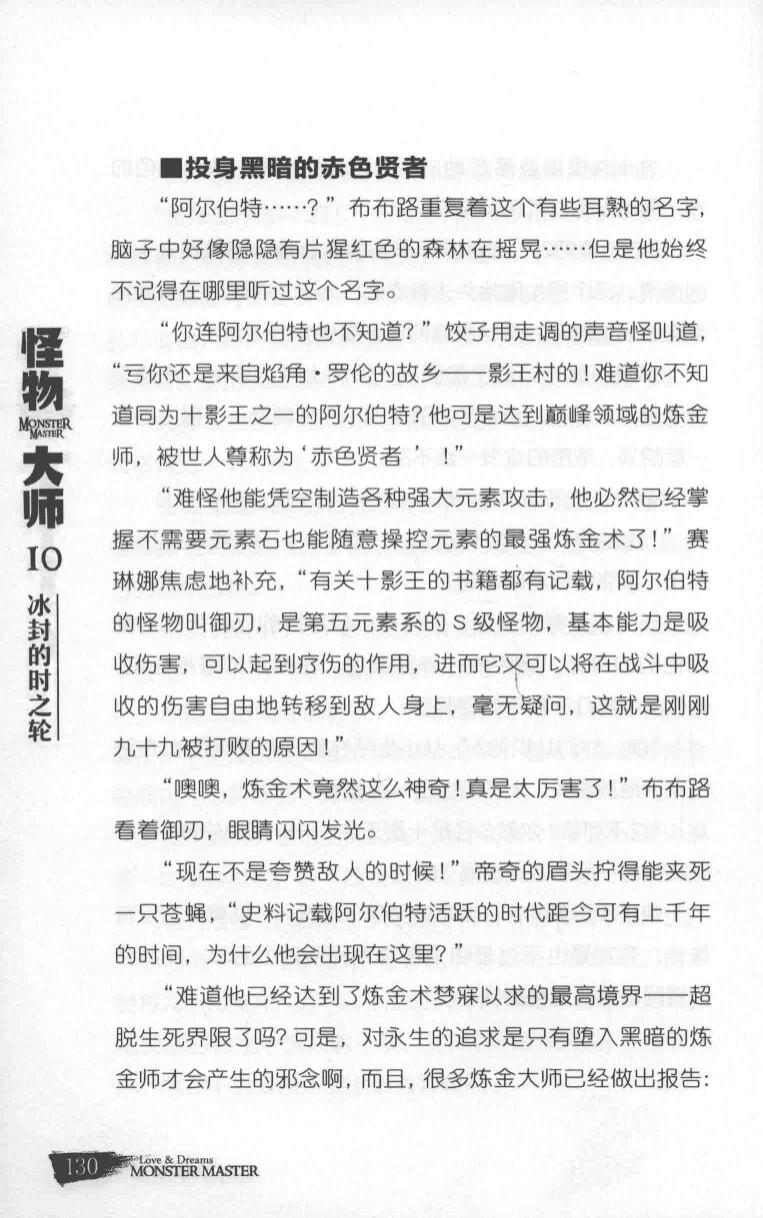 ■投身黑暗的赤色贤者
“阿尔伯特……？”布布路重复着这个有些耳熟的名字，
脑子中好像隐隐有片猩红色的森林在摇晃……但是他始终
不记得在哪里听过这个名字。
“你连阿尔伯特也不知道？”饺子用走调的声音怪叫道，
“亏你还是来自焰角·罗伦的故乡——影王村的！难道你不知
道同为十影王之一的阿尔伯特？他可是达到巅峰领域的炼金
师，被世人尊称为‘赤色贤者’！”
“难怪他能凭空制造各种强大元素攻击，他必然已经掌
握不需要元素石也能随意操控元素的最强炼金术了！”赛
琳娜焦虑地补充，“有关十影王的书籍都有记载，阿尔伯特
的怪物叫御刃，是第五元素系的S级怪物，基本能力是吸
收伤害，可以起到疗伤的作用，进而它又可以将在战斗中吸
收的伤害自由地转移到敌人身上，毫无疑问，这就是刚刚
九十九被打败的原因！”
“噢噢，炼金术竟然这么神奇！真是太厉害了！”布布路
看着御刃，眼睛闪闪发光。
“现在不是夸赞敌人的时候！”帝奇的眉头拧得能夹死
一只苍蝇，“史料记载阿尔伯特活跃的时代距今可有上千年
的时间，为什么他会出现在这里？”
“难道他已经达到了炼金术梦寐以求的最高境界——超
脱生死界限了吗？可是，对永生的追求是只有堕入黑暗的炼
金师才会产生的邪念啊，而且，很多炼金大师已经做出报告：
怪物
MONSTER
MASTER
大师
10
冰封的时之轮
130
Love & Dreams
MONSTER MASTER